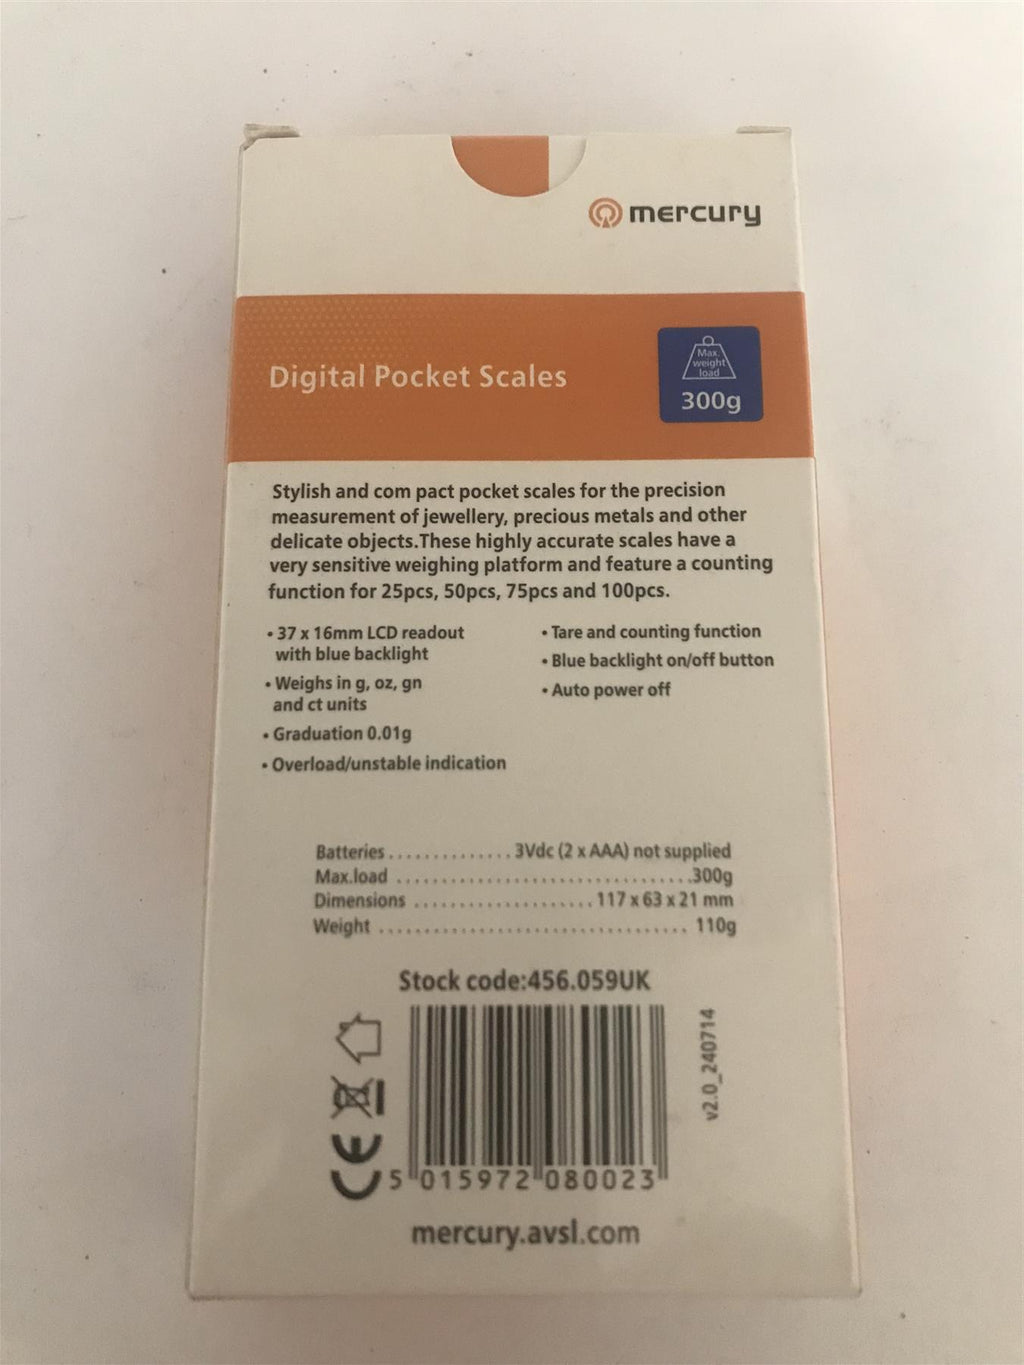 mercury
Digital Pocket Scales
Max.
weight
load
300g
Stylish and com pact pocket scales for the precision
measurement of jewellery, precious metals and other
delicate objects.These highly accurate scales have a
very sensitive weighing platform and feature a counting
function for 25pcs, 50pcs, 75pcs and 100pcs.
• 37 x 16mm LCD readout
with blue backlight
• Weighs in g, oz, gn
and ct units
• Graduation 0.01g
• Overload/unstable indication
• Tare and counting function
• Blue backlight on/off button
• Auto power off
Batteries .............. 3Vdc (2 x AAA) not supplied
Max.load .................................300g
Dimensions .................... 117 x 63 x 21 mm
Weight .................................. 110g
Stock code:456.059UK
v2.0_240714
CE
5 015972 080023
mercury.avsl.com